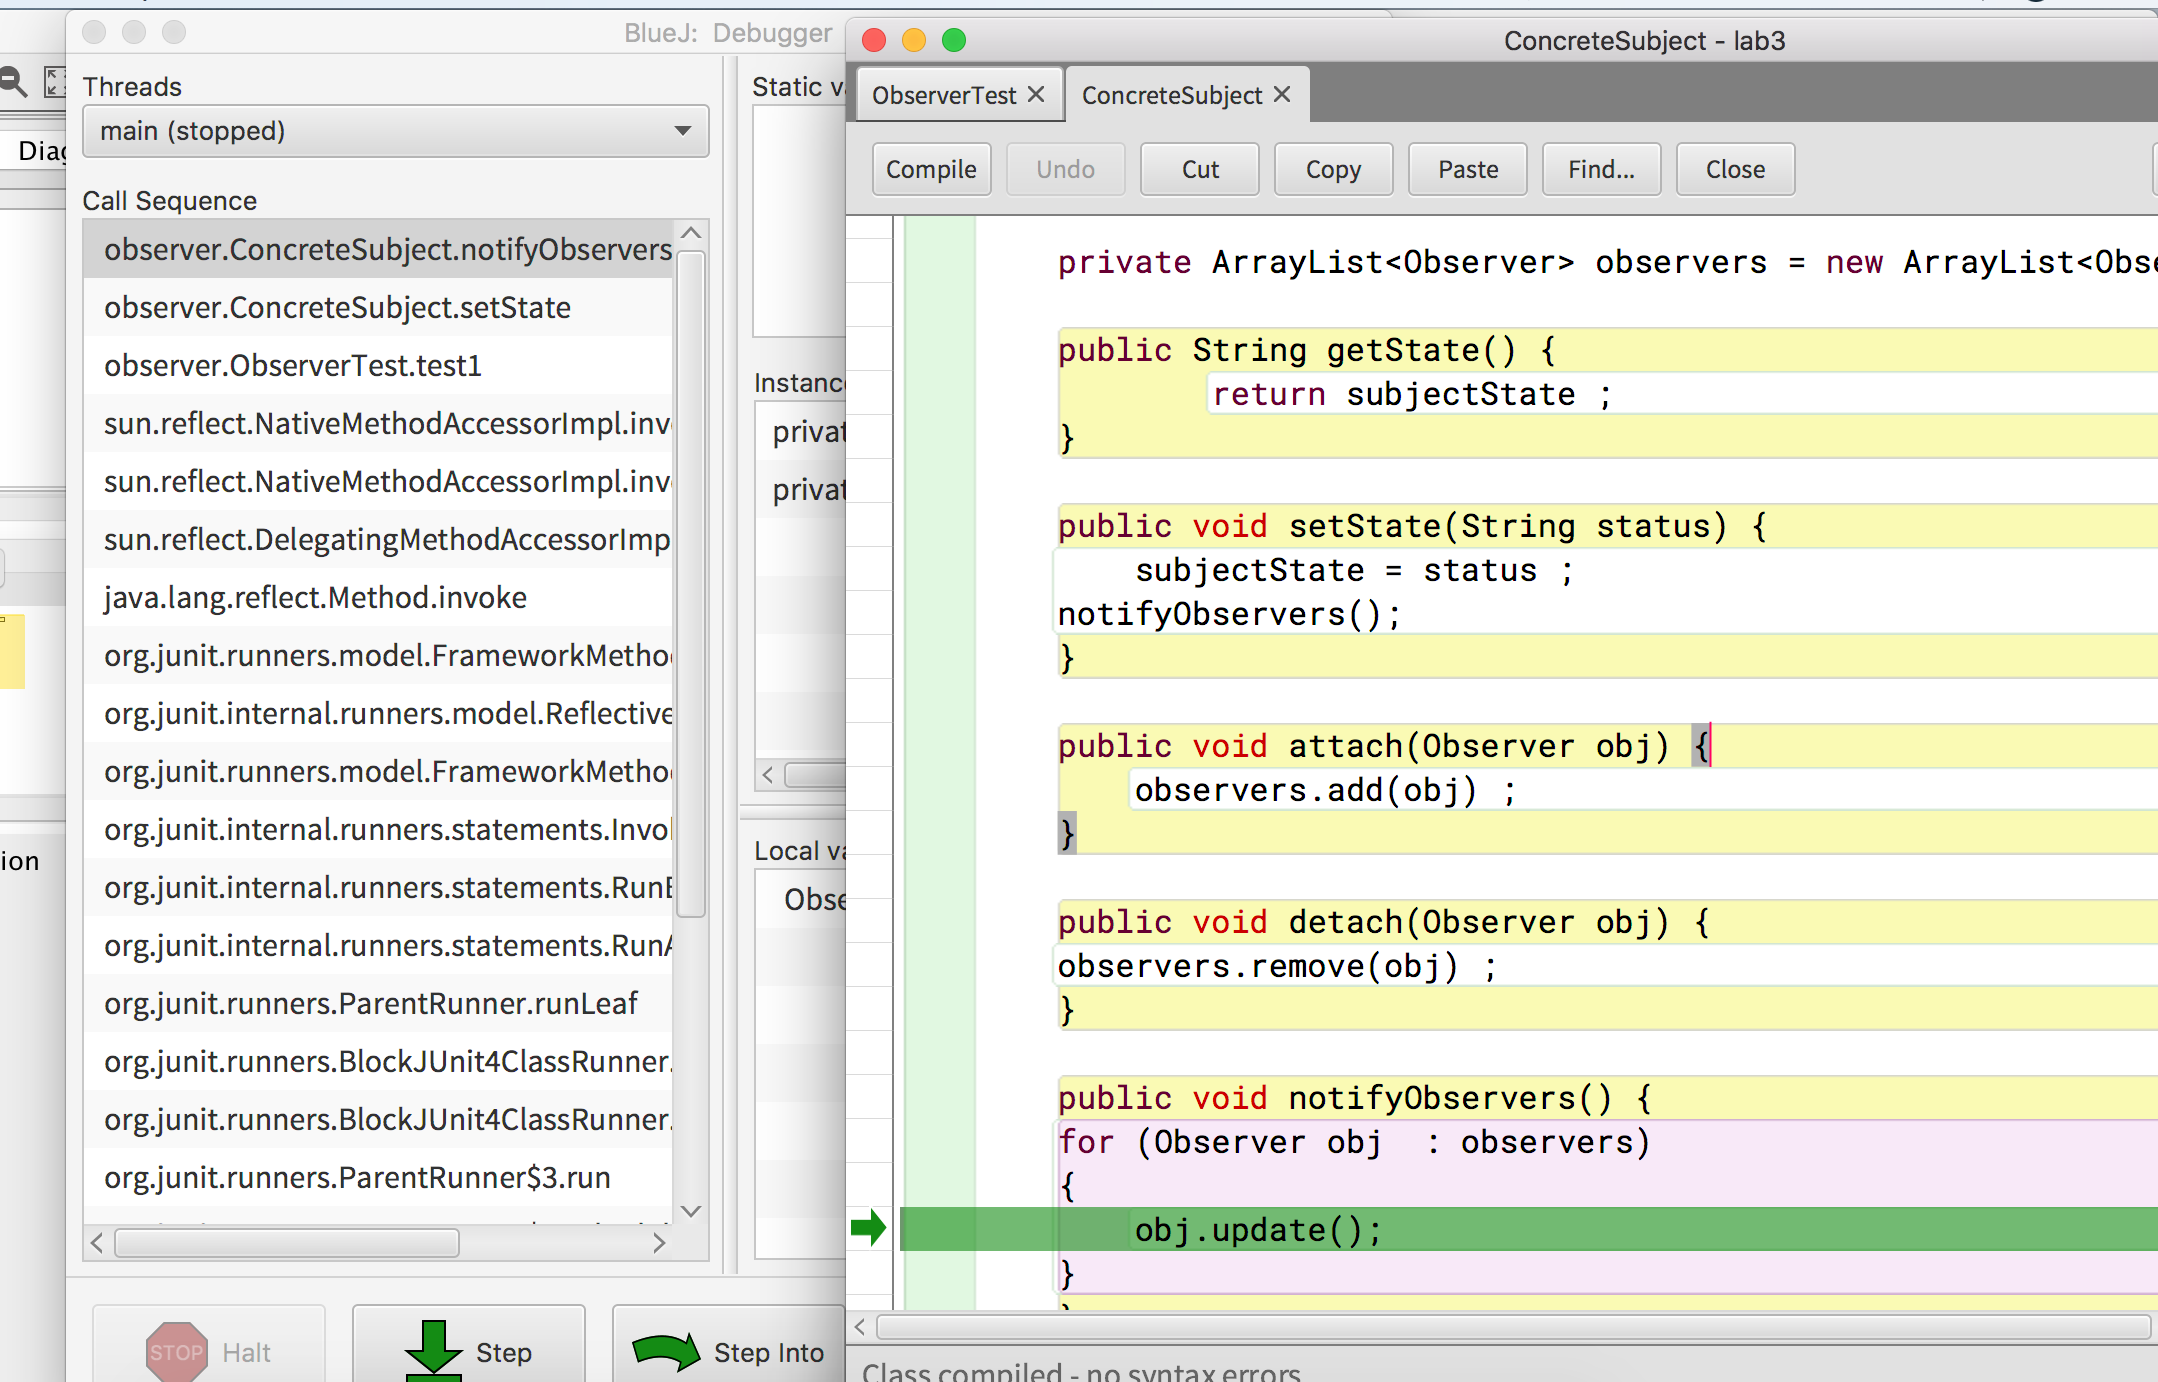 BlueJ: Debugger
Threads
main (stopped)
Call Sequence
observer.ConcreteSubject.notifyObservers
observer.ConcreteSubject.setState
observer.ObserverTest.test1
sun.reflect.NativeMethodAccessorImpl.inv
sun.reflect.NativeMethodAccessorImpl.inv
sun.reflect.DelegatingMethodAccessorImp
java.lang.reflect.Method.invoke
org.junit.runners.model.FrameworkMetho
org.junit.internal.runners.model.Reflective
org.junit.runners.model.FrameworkMetho
org.junit.internal.runners.statements.Invo
org.junit.internal.runners.statements.RunB
org.junit.internal.runners.statements.RunA
org.junit.runners.ParentRunner.runLeaf
org.junit.runners.BlockJUnit4ClassRunner.
org.junit.runners.BlockJUnit4ClassRunner.
org.junit.runners.ParentRunner$3.run
STOP Halt
Step
Step Into
Static v
Instance
privat
privat
Local va
Obse
Diag
ion
ConcreteSubject - lab3
ObserverTest
ConcreteSubject
Compile Undo Cut Copy Paste Find... Close
private ArrayList<Observer> observers = new ArrayList<Obse
public String getState() {
return subjectState ;
}
public void setState(String status) {
subjectState = status ;
notifyObservers();
}
public void attach(Observer obj) {
observers.add(obj) ;
}
public void detach(Observer obj) {
observers.remove(obj) ;
}
public void notifyObservers() {
for (Observer obj  : observers)
{
obj.update();
}
}
Class compiled - no syntax errors